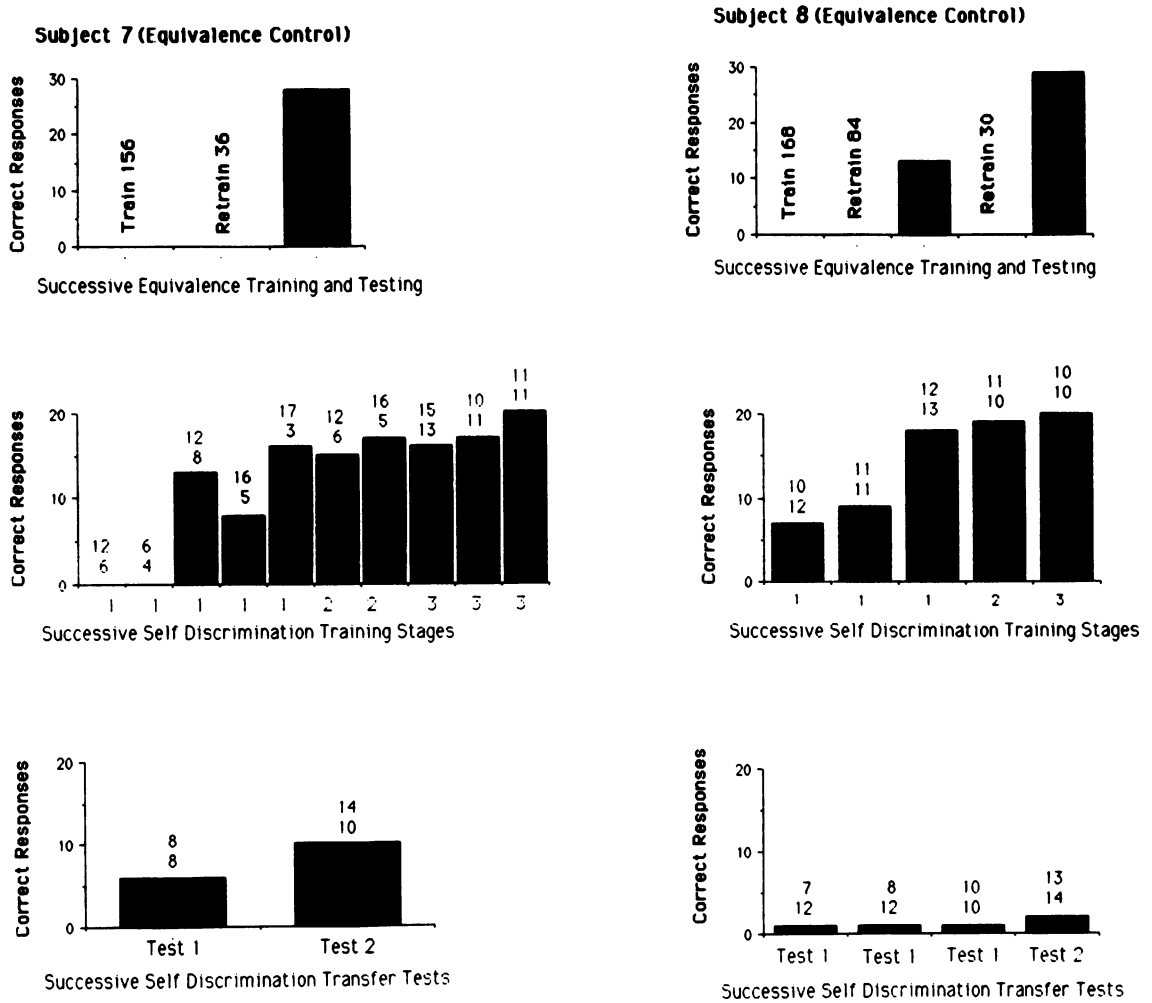 Subject 7 (Equivalence Control)
Correct Responses
30
20
10
0
Train 156
Retrain 36
Successive Equivalence Training and Testing
Correct Responses
20
10
0
12
6
6
4
12
8
16
5
17
3
12
6
16
5
15
13
10
11
11
11
1 1 1 1 1 2 2 3 3 3
Successive Self Discrimination Training Stages
Correct Responses
20
10
0
8
8
14
10
Test 1 Test 2
Successive Self Discrimination Transfer Tests
Subject 8 (Equivalence Control)
Correct Responses
30
20
10
0
Train 168
Retrain 84
Retrain 30
Successive Equivalence Training and Testing
Correct Responses
20
10
0
10
12
11
11
12
13
11
10
10
10
1 1 1 2 3
Successive Self Discrimination Training Stages
Correct Responses
20
10
0
7
12
8
12
10
10
13
14
Test 1 Test 1 Test 1 Test 2
Successive Self Discrimination Transfer Tests